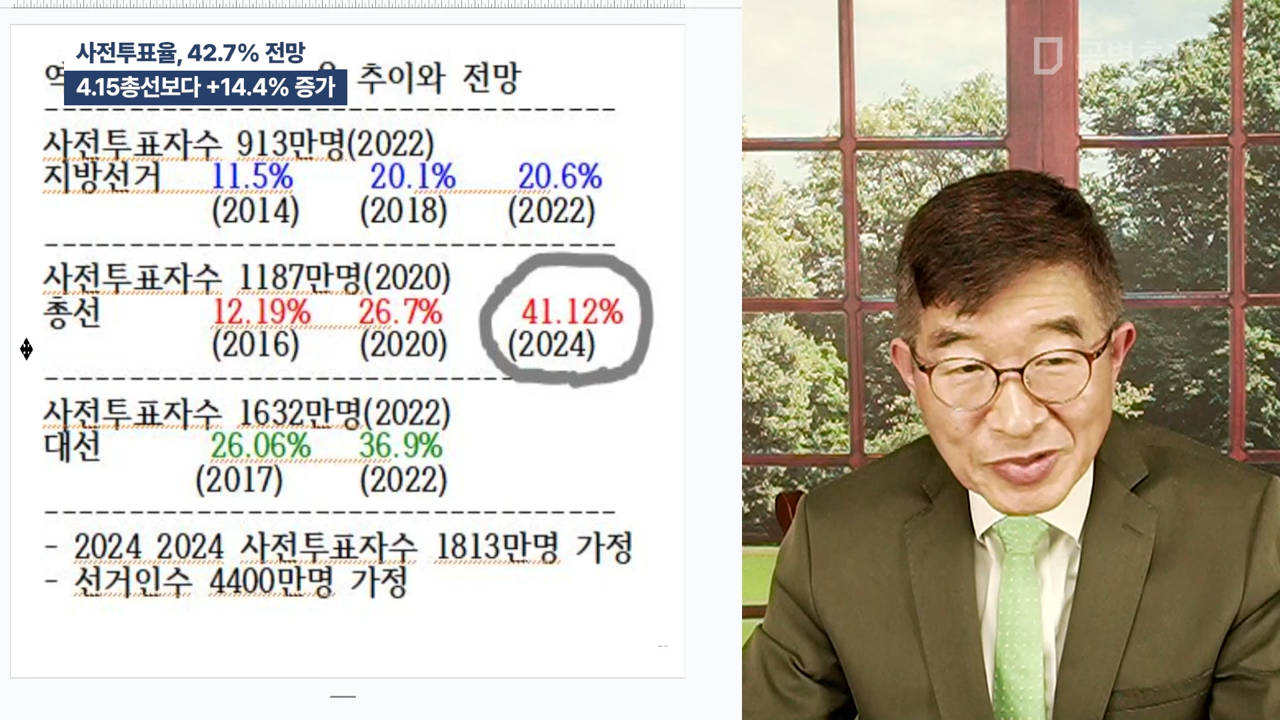 사전투표율, 42.7% 전망
4.15총선보다 +14.4% 증가
추이와 전망
사전투표자수 913만명(2022)
지방선거 11.5% 20.1% 20.6%
(2014) (2018) (2022)
사전투표자수 1187만명(2020)
총선 12.19% 26.7% 41.12%
(2016) (2020) (2024)
사전투표자수 1632만명(2022)
대선 26.06% 36.9%
(2017) (2022)
- 2024 2024 사전투표자수 1813만명 가정
- 선거인수 4400만명 가정